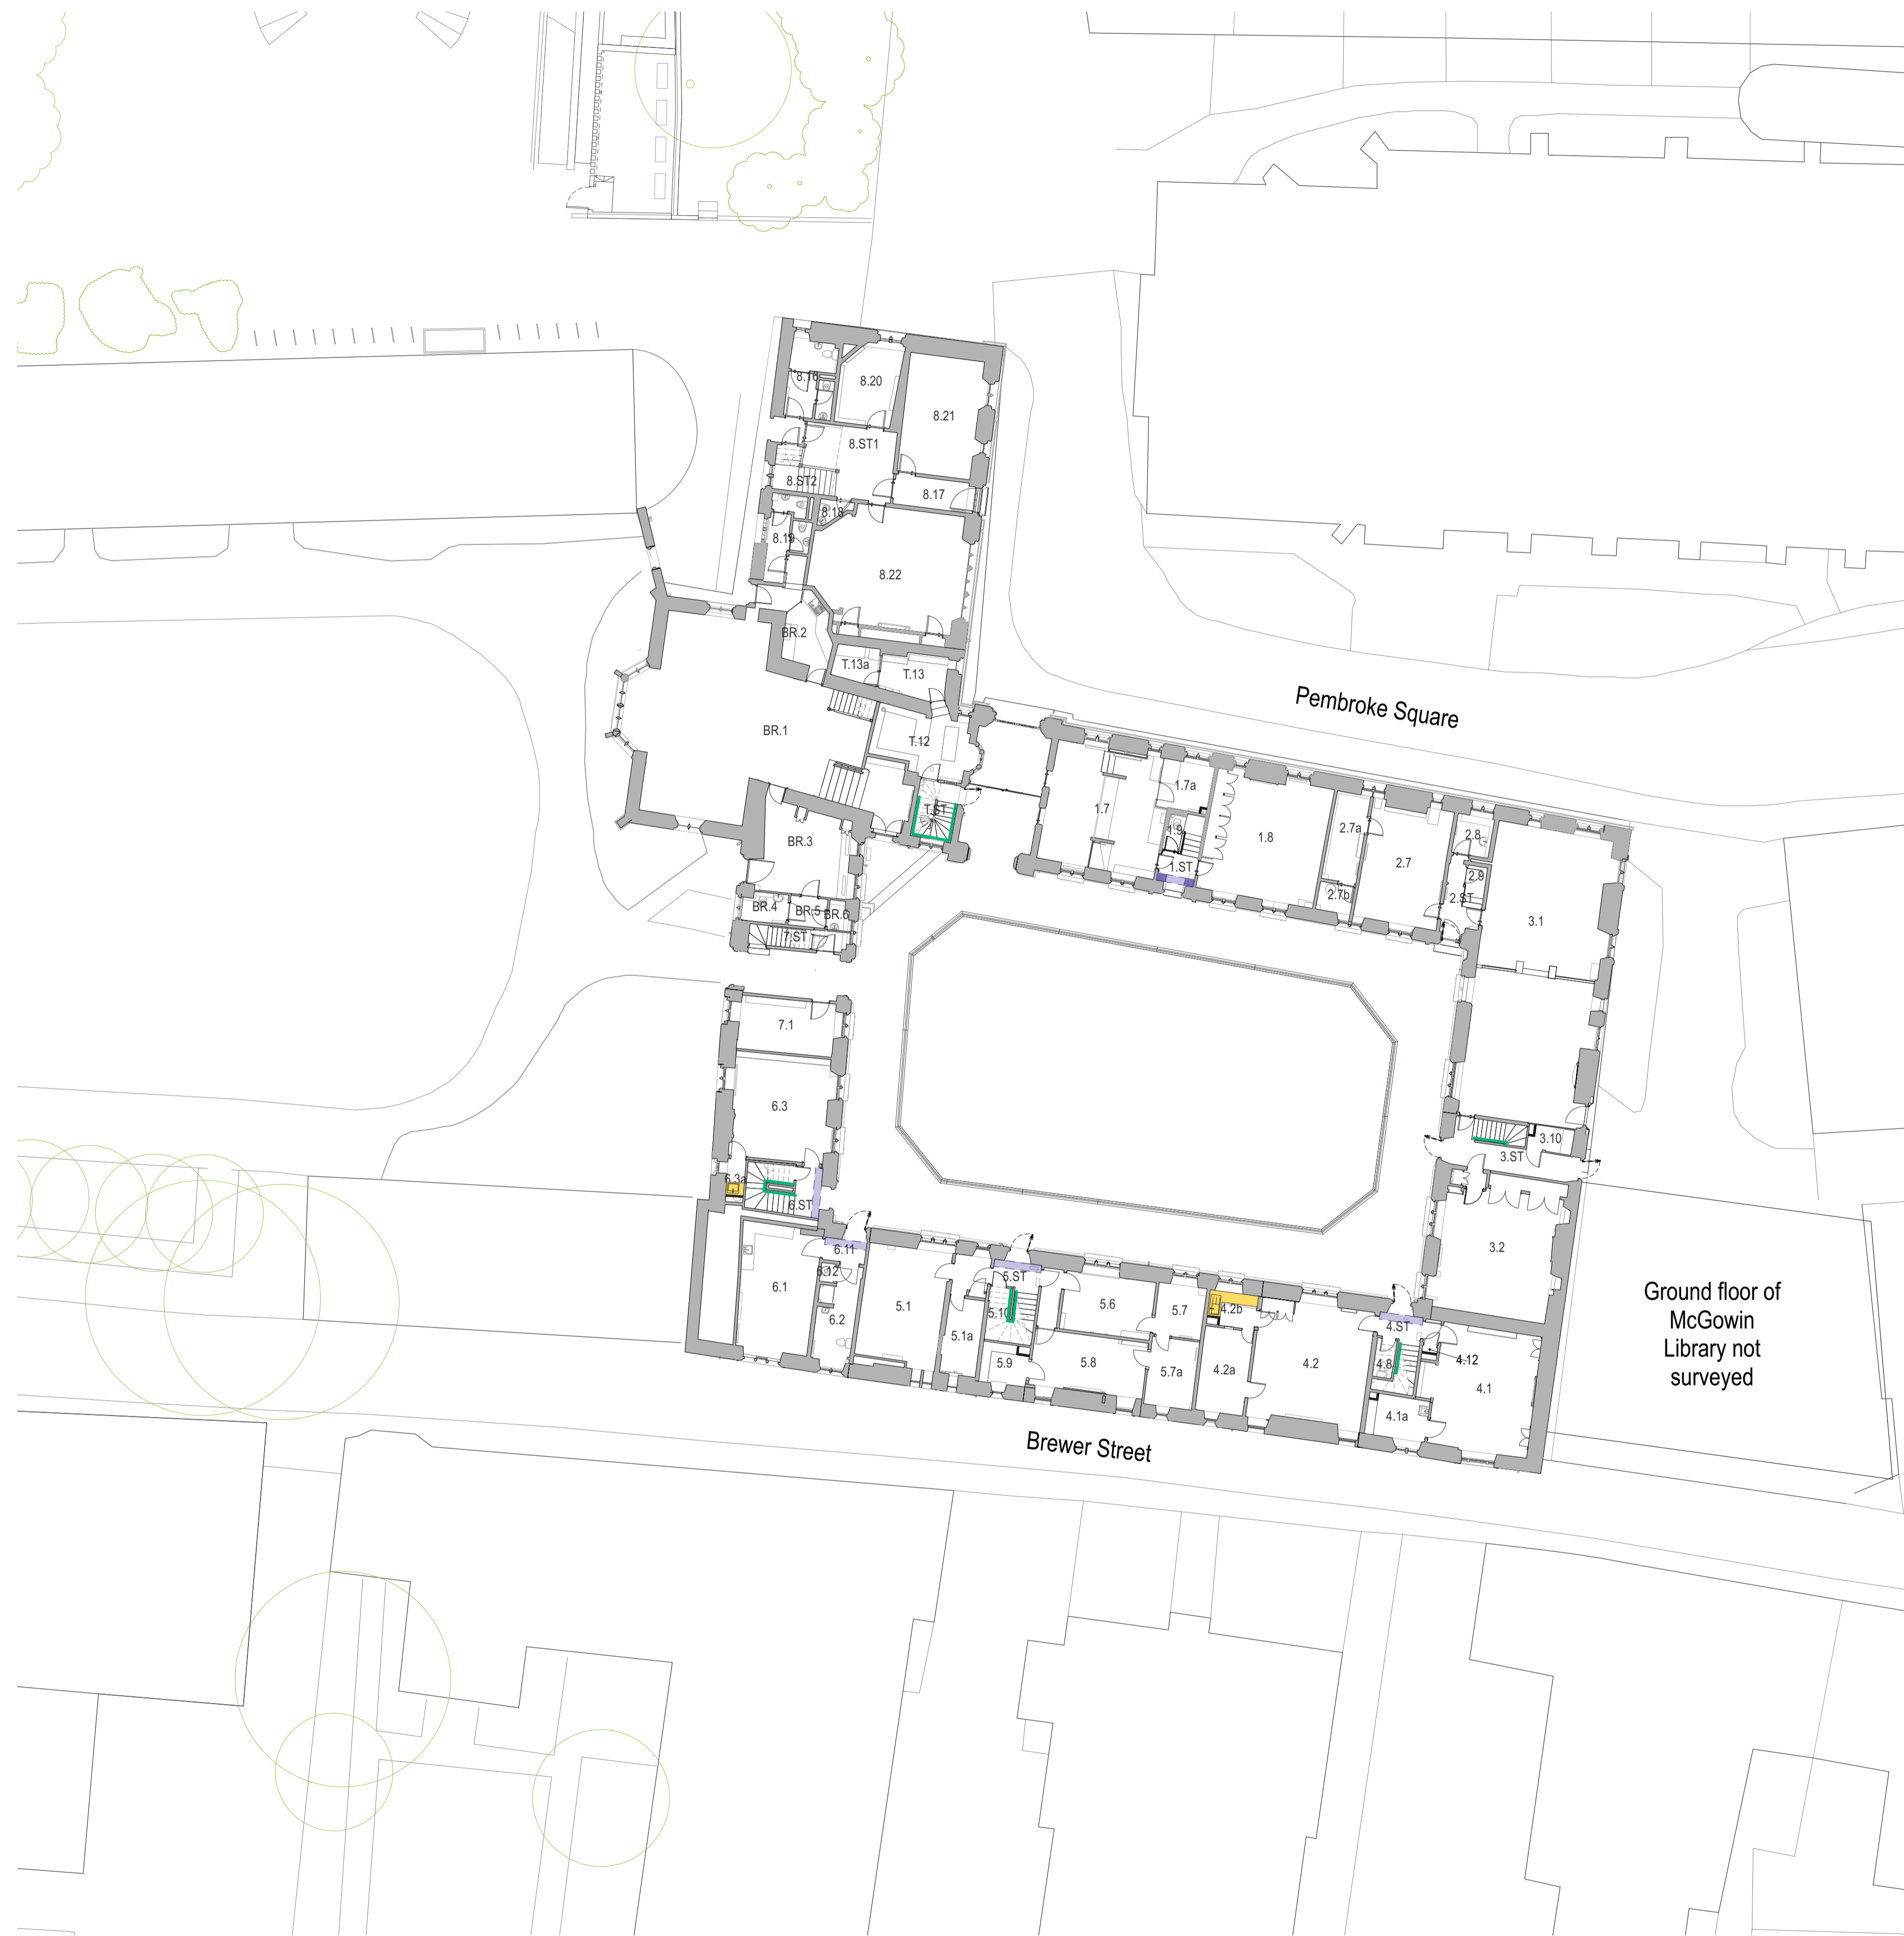 8.16
8.20
8.21
8.ST1
8.ST2
8.17
8.18
8.19
8.22
BR.2
T.13a
T.13
Pembroke Square
BR.1
T.12
T.ST
1.7
1.7a
1.9
1.8
1.ST
2.7a
2.7
2.7b
2.8
2.9
2.ST
3.1
BR.3
BR.4
BR.5
BR.6
7.ST
7.1
6.3
6.3a
6.ST
3.10
3.ST
3.2
6.11
6.12
6.1
6.2
5.1
5.1a
5.ST
5.10
5.9
5.6
5.7
5.8
5.7a
4.2b
4.2a
4.2
4.ST
4.8
4.12
4.1
4.1a
Ground floor of
McGowin
Library not
surveyed
Brewer Street